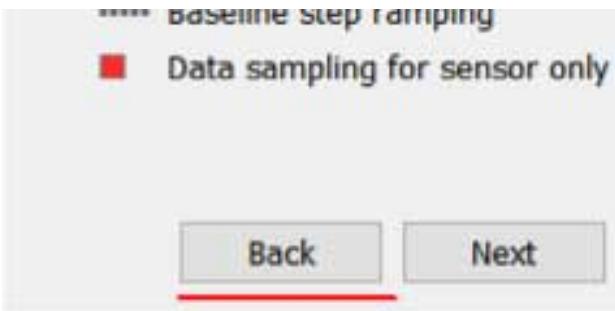 Baseline step ramping
Data sampling for sensor only
Back
Next